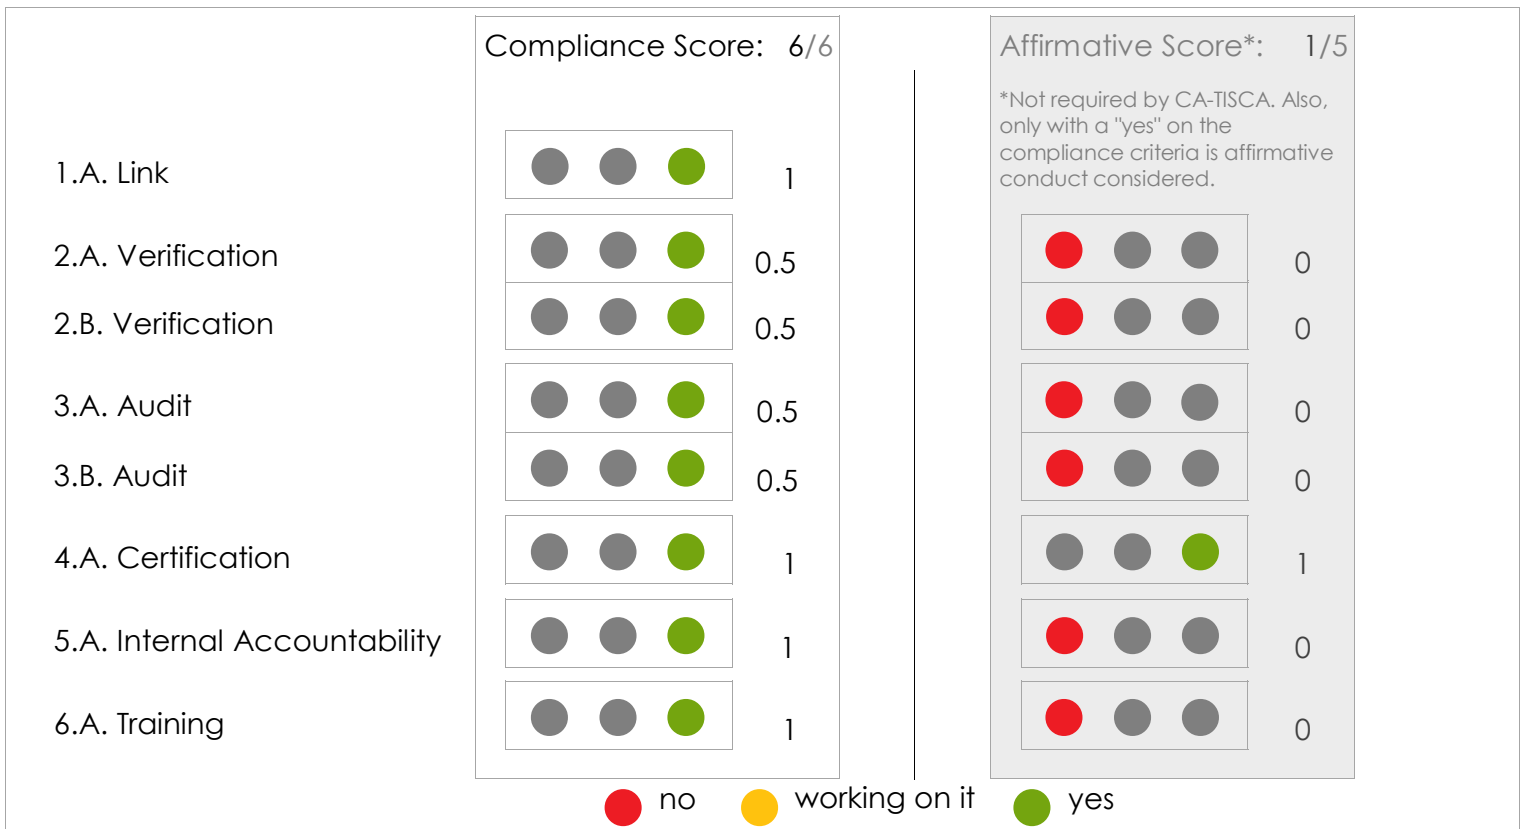 Compliance Score: 6/6
Affirmative Score*: 1/5
*Not required by CA-TISCA. Also,
only with a "yes" on the
compliance criteria is affirmative
conduct considered.
1.A. Link 1
2.A. Verification 0.5 0
2.B. Verification 0.5 0
3.A. Audit 0.5 0
3.B. Audit 0.5 0
4.A. Certification 1 1
5.A. Internal Accountability 1 0
6.A. Training 1 0
no working on it yes